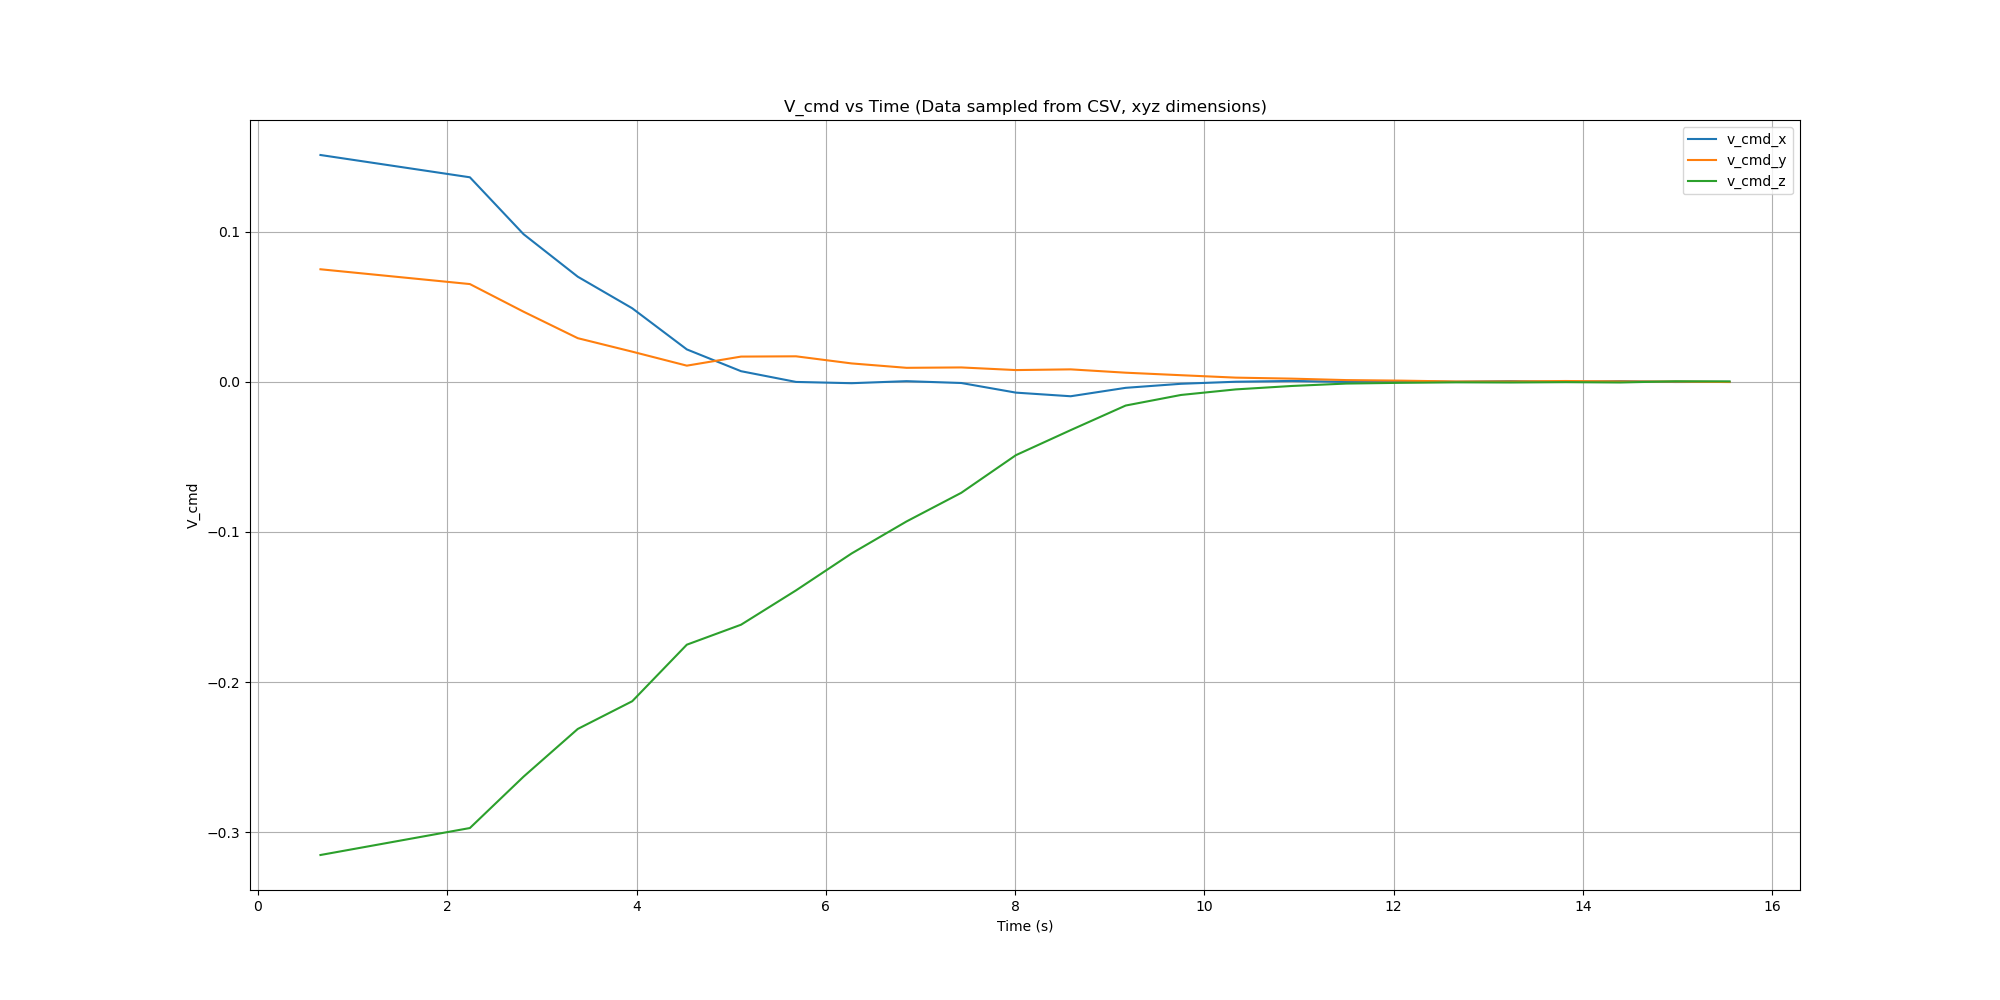 V_cmd vs Time (Data sampled from CSV, xyz dimensions)
v_cmd_x
v_cmd_y
v_cmd_z
V_cmd
0.1
0.0
−0.1
−0.2
−0.3
0 2 4 6 8 10 12 14 16
Time (s)